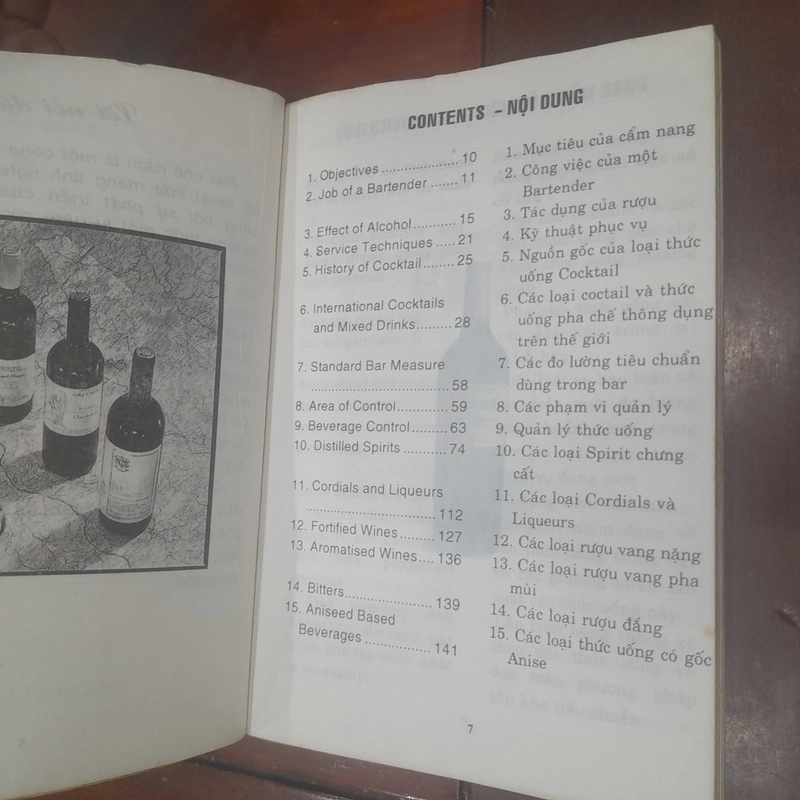 CONTENTS – NỘI DUNG
1. Objectives .................... 10
2. Job of a Bartender ....... 11
3. Effect of Alcohol........... 15
4. Service Techniques ..... 21
5. History of Cocktail........ 25
6. International Cocktails
and Mixed Drinks......... 28
7. Standard Bar Measure
.................................... 58
8. Area of Control............. 59
9. Beverage Control......... 63
10. Distilled Spirits ............ 74
11. Cordials and Liqueurs
.................................. 112
12. Fortified Wines ......... 127
13. Aromatised Wines .... 136
14. Bitters....................... 139
15. Aniseed Based
Beverages ................. 141
1. Mục tiêu của cẩm nang
2. Công việc của một
Bartender
3. Tác dụng của rượu
4. Kỹ thuật phục vụ
5. Nguồn gốc của loại thức
uống Cocktail
6. Các loại coctail và thức
uống pha chế thông dụng
trên thế giới
7. Các đo lường tiêu chuẩn
dùng trong bar
8. Các phạm vi quản lý
9. Quản lý thức uống
10. Các loại Spirit chưng
cất
11. Các loại Cordials và
Liqueurs
12. Các loại rượu vang nặng
13. Các loại rượu vang pha
mùi
14. Các loại rượu đắng
15. Các loại thức uống có gốc
Anise
7